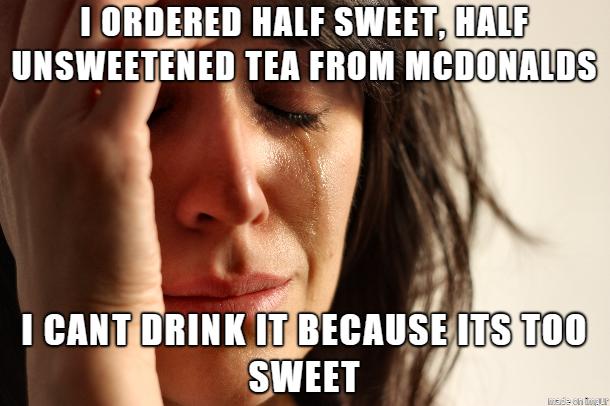 I ORDERED HALF SWEET, HALF
UNSWEETENED TEA FROM MCDONALDS
I CANT DRINK IT BECAUSE ITS TOO
SWEET
made on imgur